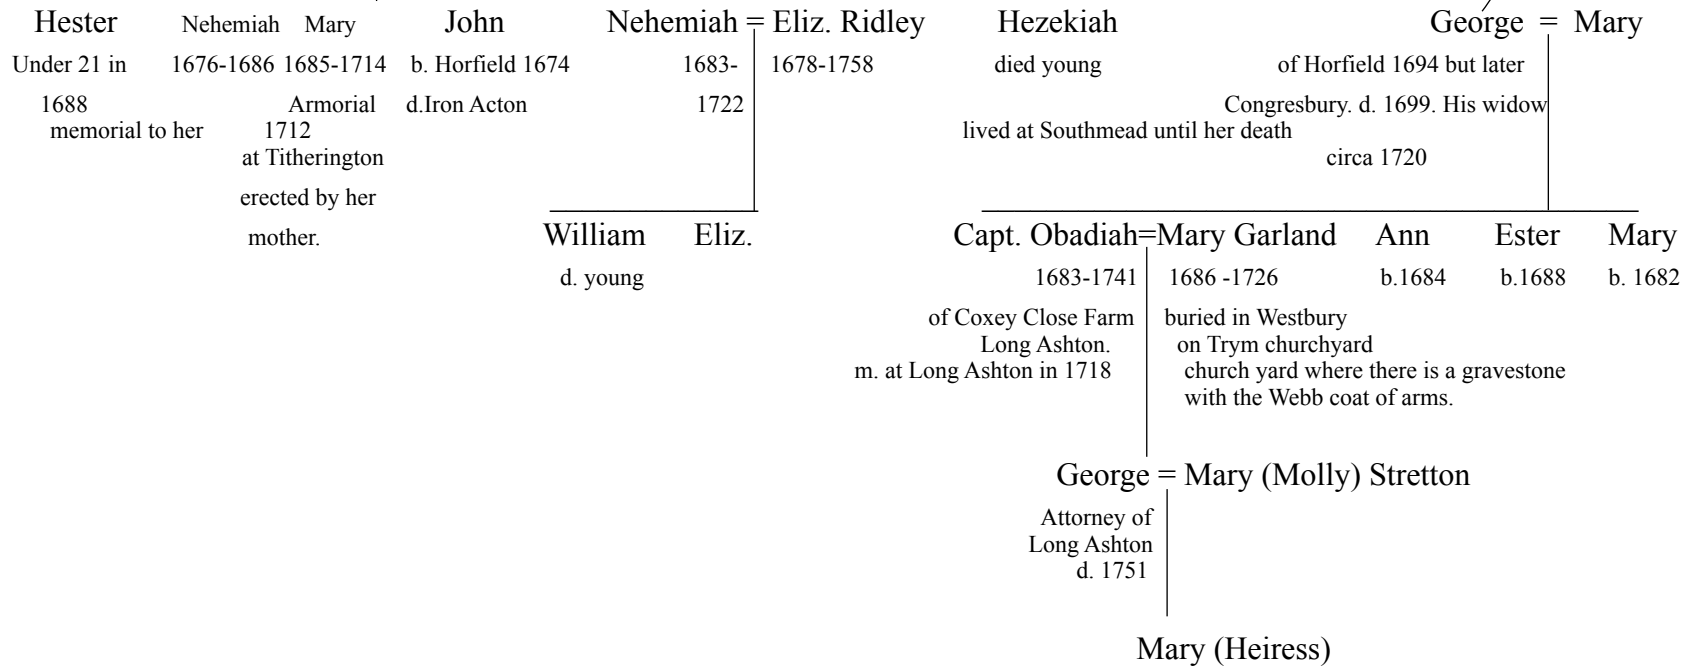 Hester Nehemiah Mary John Nehemiah = Eliz. Ridley Hezekiah George = Mary
Under 21 in 1676-1686 1685-1714 b. Horfield 1674 1683- 1678-1758 died young of Horfield 1694 but later
1688 Armorial d.Iron Acton 1722 Congresbury. d. 1699. His widow
memorial to her 1712 lived at Southmead until her death
at Titherington circa 1720
erected by her
mother. William Eliz. Capt. Obadiah=Mary Garland Ann Ester Mary
d. young 1683-1741 1686 -1726 b.1684 b.1688 b. 1682
of Coxey Close Farm buried in Westbury
Long Ashton. on Trym churchyard
m. at Long Ashton in 1718 church yard where there is a gravestone
with the Webb coat of arms.
George = Mary (Molly) Stretton
Attorney of
Long Ashton
d. 1751
Mary (Heiress)